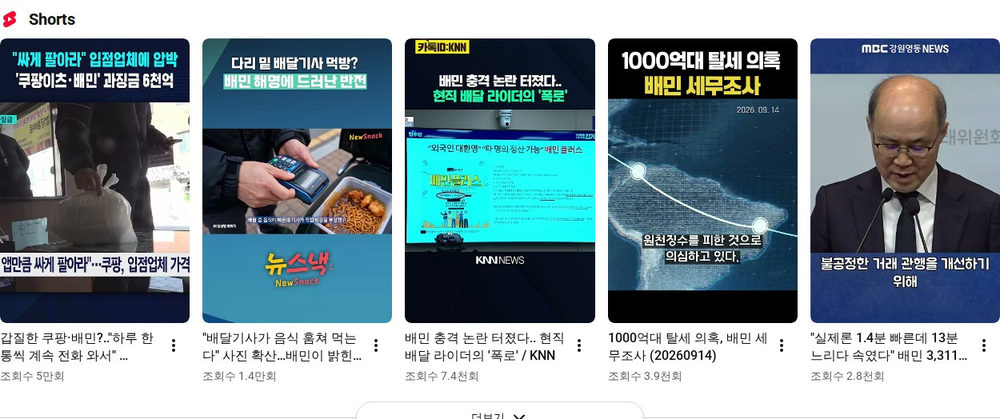 Shorts
"싸게 팔아라" 입점업체에 압박
'쿠팡이츠·배민' 과징금 6천억
징금
앱만큼 싸게 팔아라"…쿠팡, 입점업체 가격
갑질한 쿠팡·배민?.."하루 한
통씩 계속 전화 와서" ...
조회수 5만회
다리 밑 배달기사 먹방?
배민 해명에 드러난 반전
NewSnack
뉴스낵
NewSnack
"배달기사가 음식 훔쳐 먹는
다" 사진 확산…배민이 밝힌...
조회수 1.4만회
카톡ID:KNN
배민 충격 논란 터졌다..
현직 배달 라이더의 '폭로'
"외국인 대환영" "타 명의 정산 가능" 배민 플러스
배민플러스
KNN NEWS
배민 충격 논란 터졌다.. 현직
배달 라이더의 '폭로' / KNN
조회수 7.4천회
1000억대 탈세 의혹
배민 세무조사
2026. 09. 14
원천징수를 피한 것으로
의심하고 있다.
1000억대 탈세 의혹, 배민 세
무조사 (20260914)
조회수 3.9천회
MBC 강원영동 NEWS
래위원회
불공정한 거래 관행을 개선하기
위해
"실제론 1.4분 빠른데 13분
느리다 속였다" 배민 3,311...
조회수 2.8천회
더보기